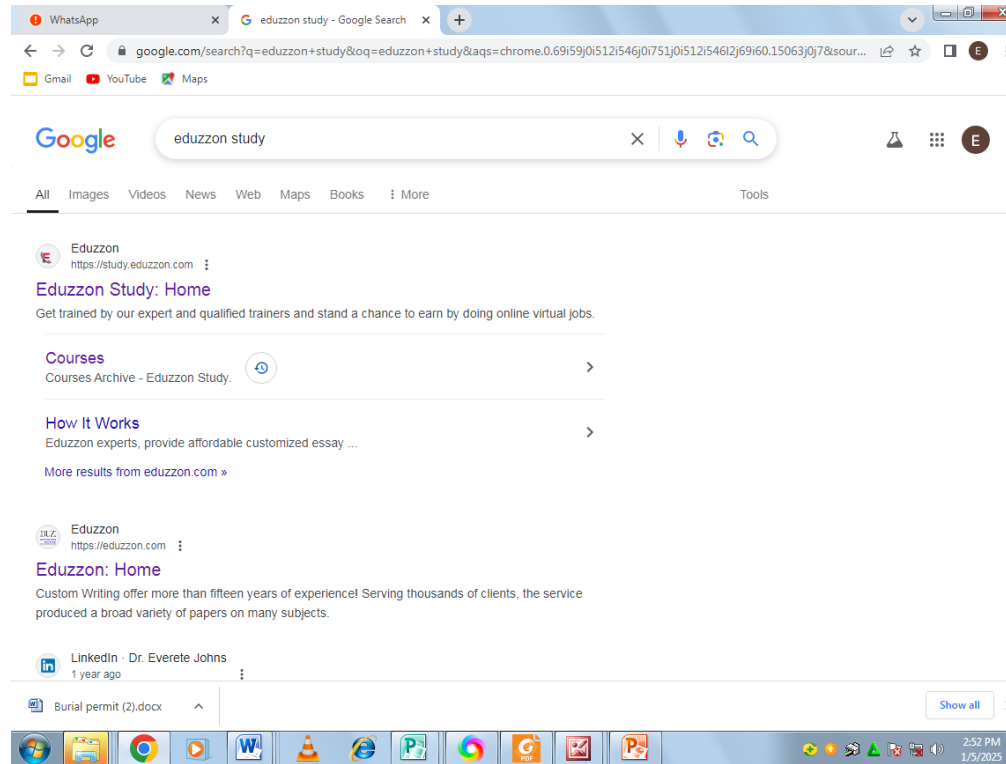 WhatsApp
eduzzon study - Google Search
google.com/search?q=eduzzon+study&oq=eduzzon+study&aqs=chrome.0.69i59j0i512i546j0i751j0i512i546l2j69i60.15063j0j7&sour...
E
Gmail YouTube Maps
Google
eduzzon study
E
All Images Videos News Web Maps Books More Tools
Eduzzon
https://study.eduzzon.com
Eduzzon Study: Home
Get trained by our expert and qualified trainers and stand a chance to earn by doing online virtual jobs.
Courses
Courses Archive - Eduzzon Study.
How It Works
Eduzzon experts, provide affordable customized essay ...
More results from eduzzon.com »
Eduzzon
https://eduzzon.com
Eduzzon: Home
Custom Writing offer more than fifteen years of experience! Serving thousands of clients, the service
produced a broad variety of papers on many subjects.
LinkedIn · Dr. Everete Johns
1 year ago
Burial permit (2).docx
Show all
2:52 PM
1/5/2025